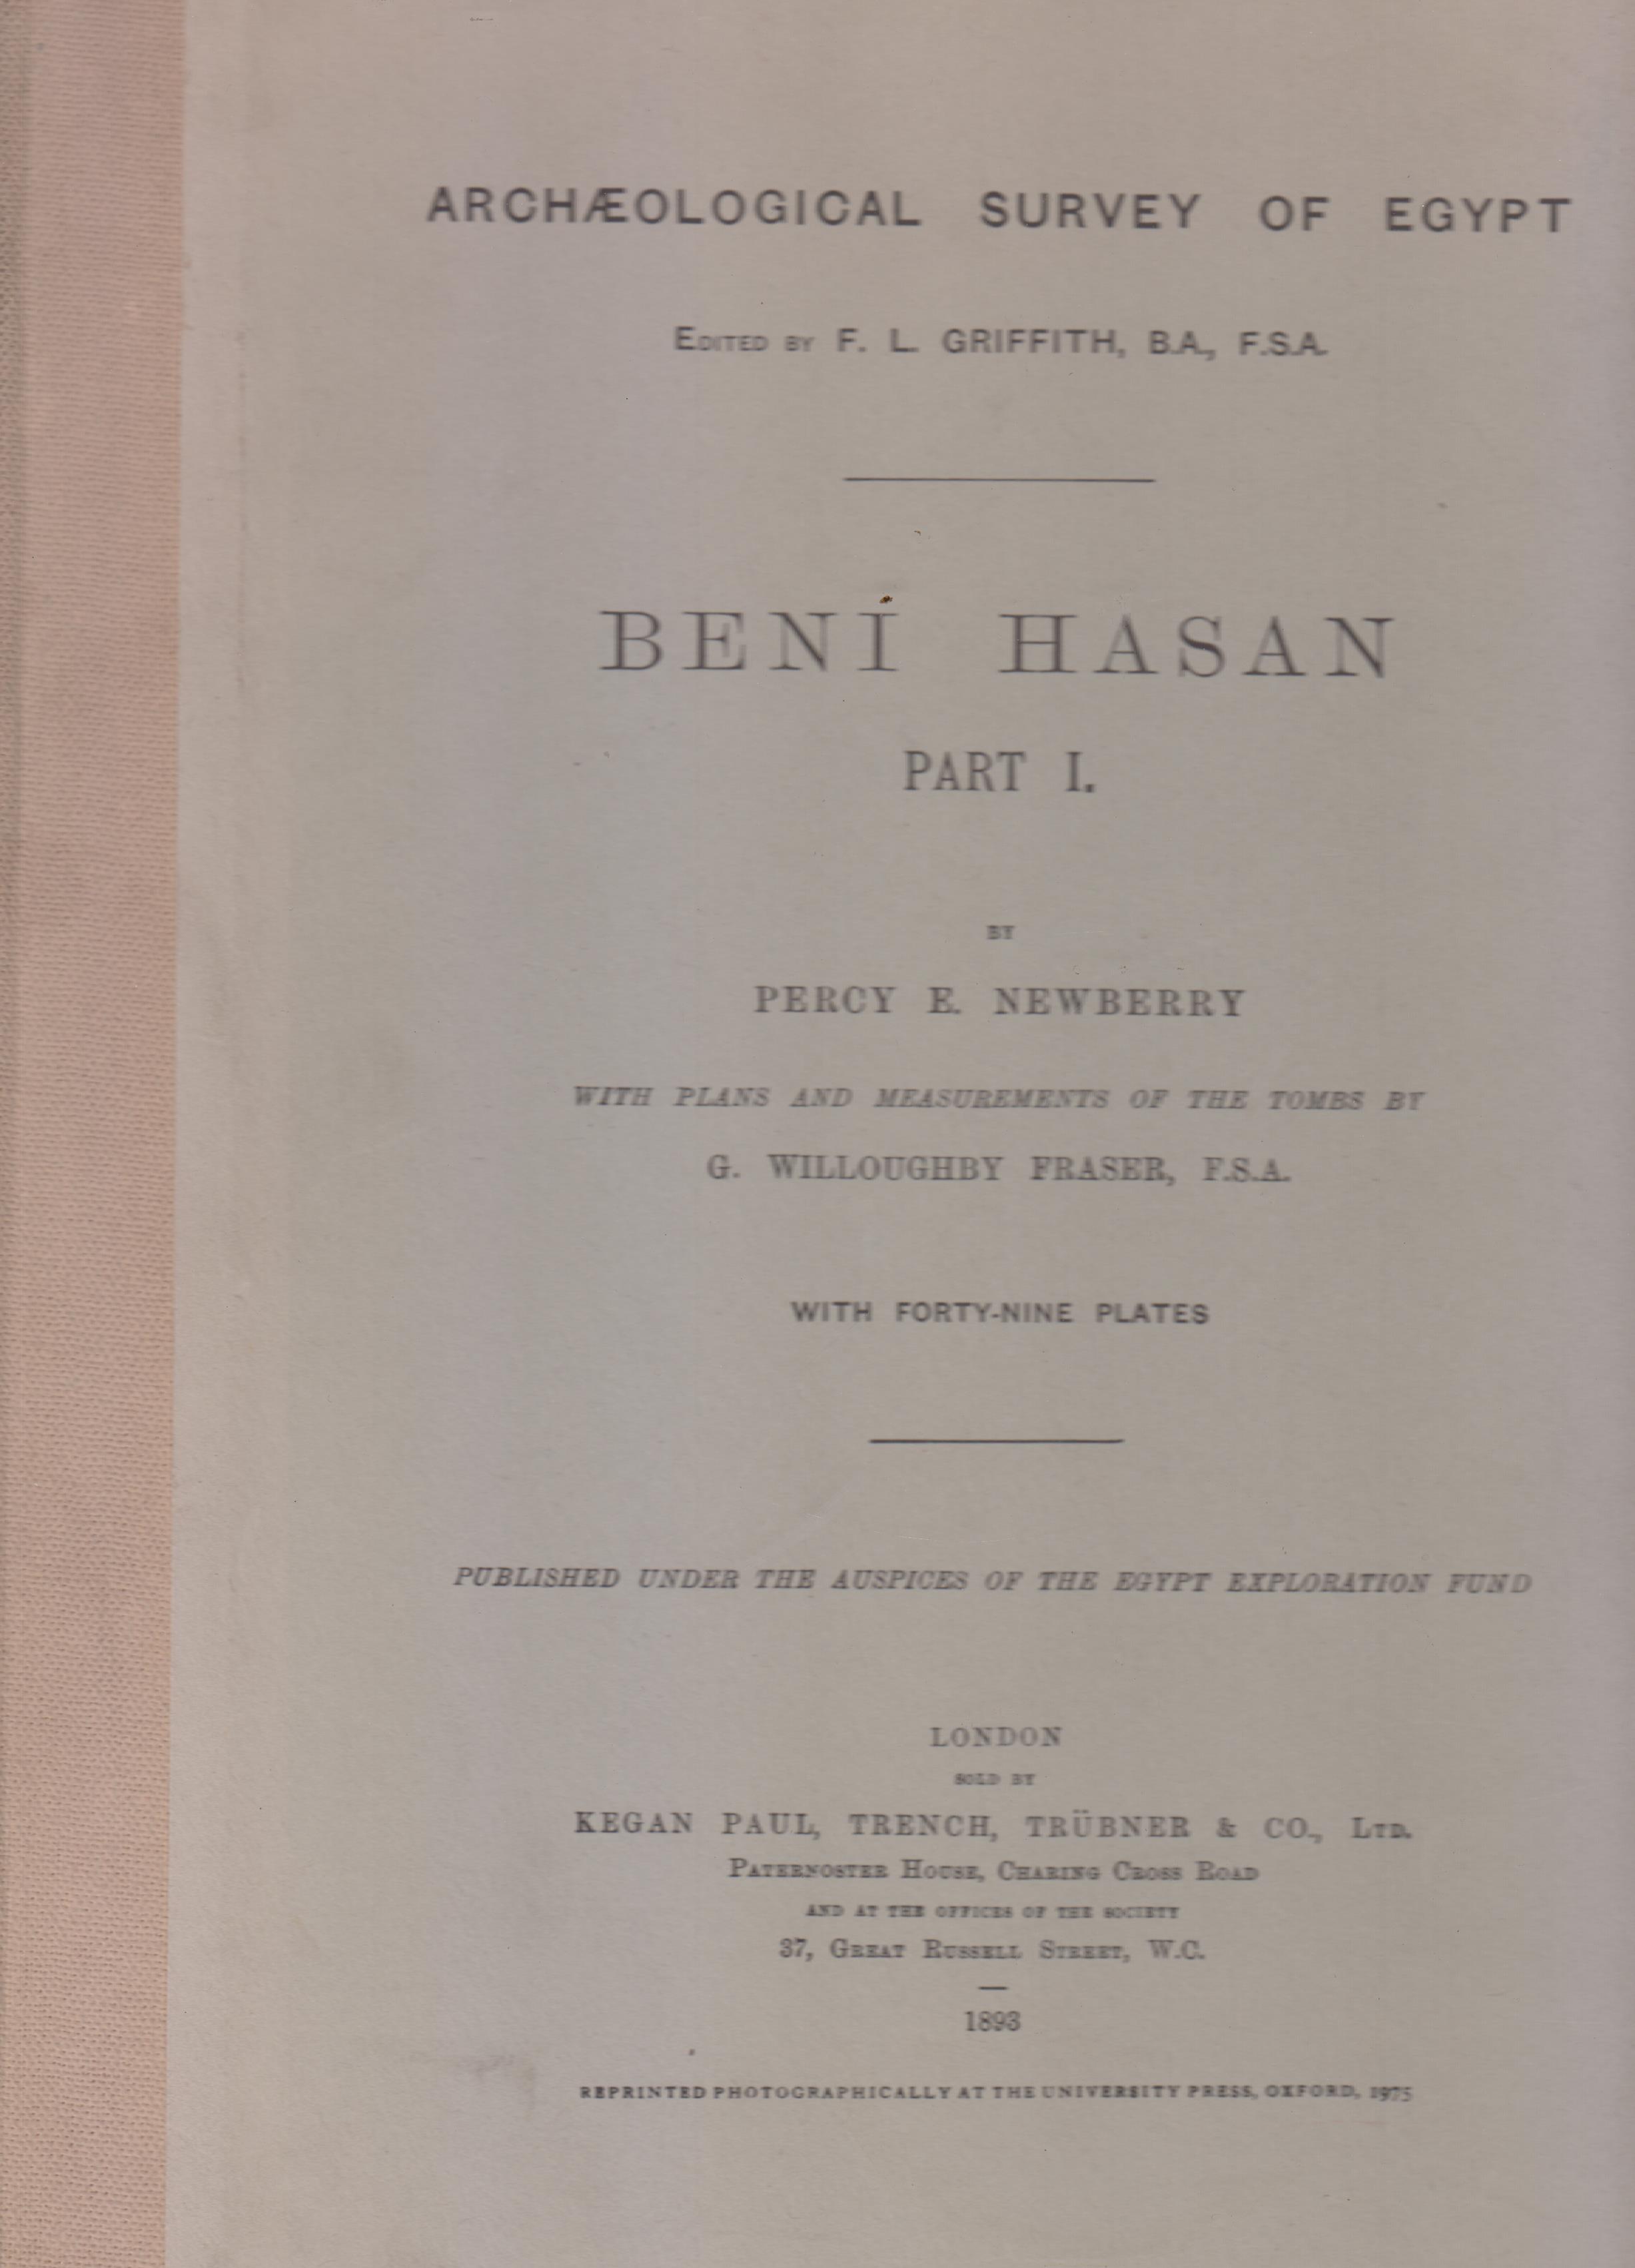 ARCHÆOLOGICAL SURVEY OF EGYPT
EDITED BY F. L. GRIFFITH, B.A., F.S.A.
BENI HASAN
PART I.
BY
PERCY E. NEWBERRY
WITH PLANS AND MEASUREMENTS OF THE TOMBS BY
G. WILLOUGHBY FRASER, F.S.A.
WITH FORTY-NINE PLATES
PUBLISHED UNDER THE AUSPICES OF THE EGYPT EXPLORATION FUND
LONDON
SOLD BY
KEGAN PAUL, TRENCH, TRÜBNER & CO., LTD.
PATERNOSTER HOUSE, CHARING CROSS ROAD
AND AT THE OFFICES OF THE SOCIETY
37, GREAT RUSSELL STREET, W.C.
1893
REPRINTED PHOTOGRAPHICALLY AT THE UNIVERSITY PRESS, OXFORD, 1975